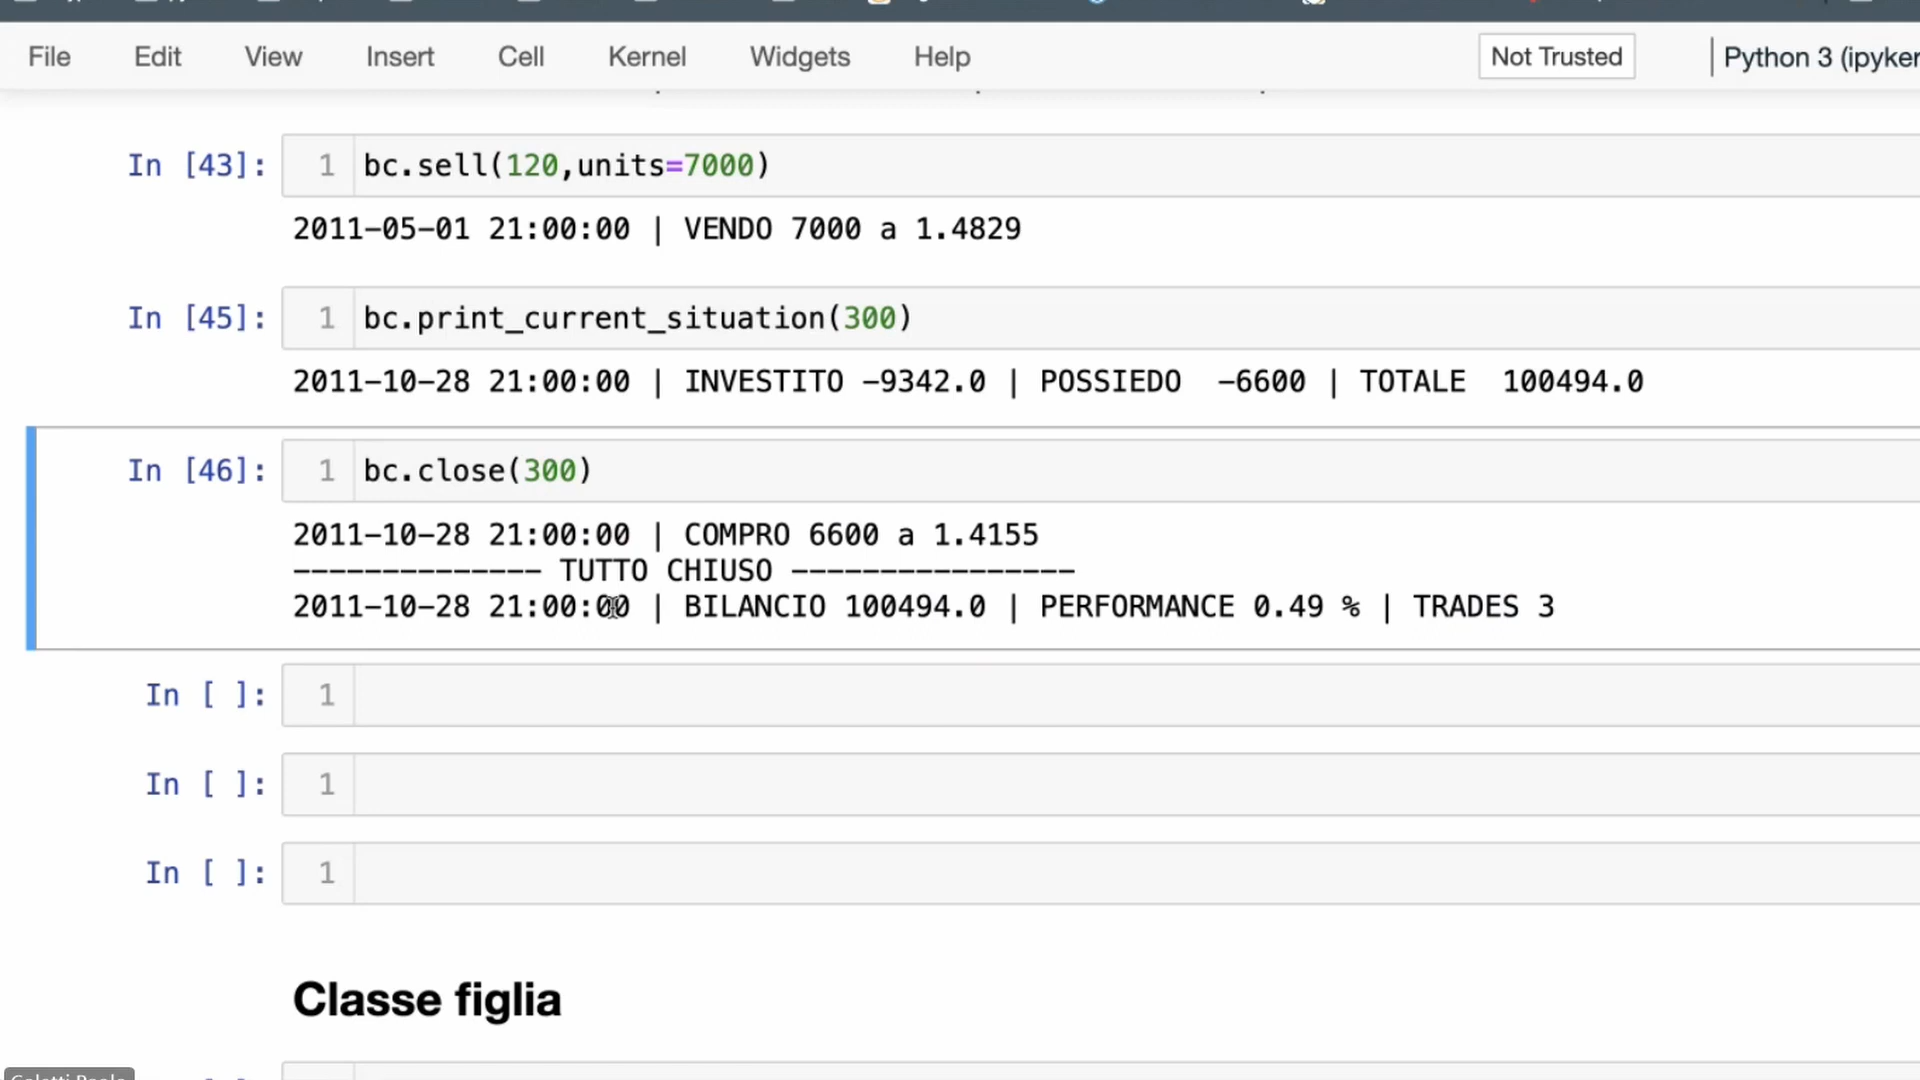 File Edit View Insert Cell Kernel Widgets Help Not Trusted Python 3
In [43]: 1 bc.sell(120,units=7000)
2011-05-01 21:00:00 | VENDO 7000 a 1.4829
In [45]: 1 bc.print_current_situation(300)
2011-10-28 21:00:00 | INVESTITO -9342.0 | POSSIEDO -6600 | TOTALE 100494.0
In [46]: 1 bc.close(300)
2011-10-28 21:00:00 | COMPRO 6600 a 1.4155
-------------- TUTTO CHIUSO ----------------
2011-10-28 21:00:00 | BILANCIO 100494.0 | PERFORMANCE 0.49 % | TRADES 3
In [ ]: 1
In [ ]: 1
In [ ]: 1
Classe figlia